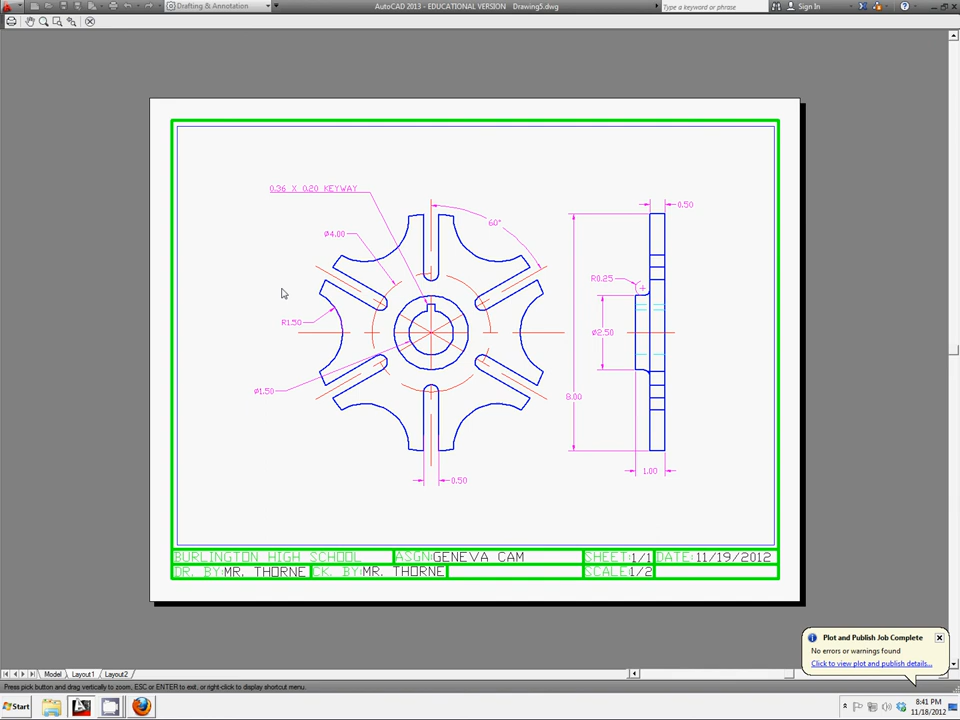 Drafting & Annotation
AutoCAD 2013 - EDUCATIONAL VERSION Drawing5.dwg
Type a keyword or phrase
Sign In
0.36 X 0.20 KEYWAY
0.50
60°
Ø4.00
R0.25
R1.50
Ø2.50
Ø1.50
8.00
1.00
0.50
BURLINGTON HIGH SCHOOL
ASGN:GENEVA CAM
SHEET:1/1
DATE:11/19/2012
DR. BY:MR. THORNE
CK. BY:MR. THORNE
SCALE:1/2
Plot and Publish Job Complete
No errors or warnings found
Click to view plot and publish details...
Model
Layout1
Layout2
Press pick button and drag vertically to zoom, ESC or ENTER to exit, or right-click to display shortcut menu.
Start
8:41 PM
11/18/2012